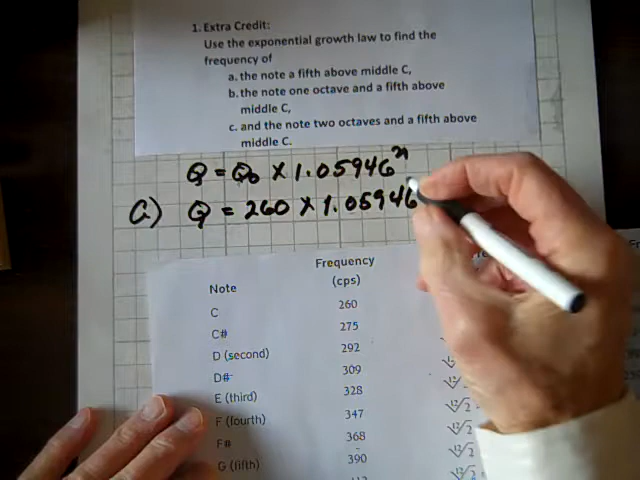 1. Extra Credit:
Use the exponential growth law to find the
frequency of
a. the note a fifth above middle C,
b. the note one octave and a fifth above
middle C,
c. and the note two octaves and a fifth above
middle C.
Q = Q₀ × 1.05946ⁿ
a) Q = 260 × 1.05946
Note Frequency
(cps)
C 260
C# 275
D (second) 292
D# 309
E (third) 328
F (fourth) 347
F# 368
G (fifth) 390